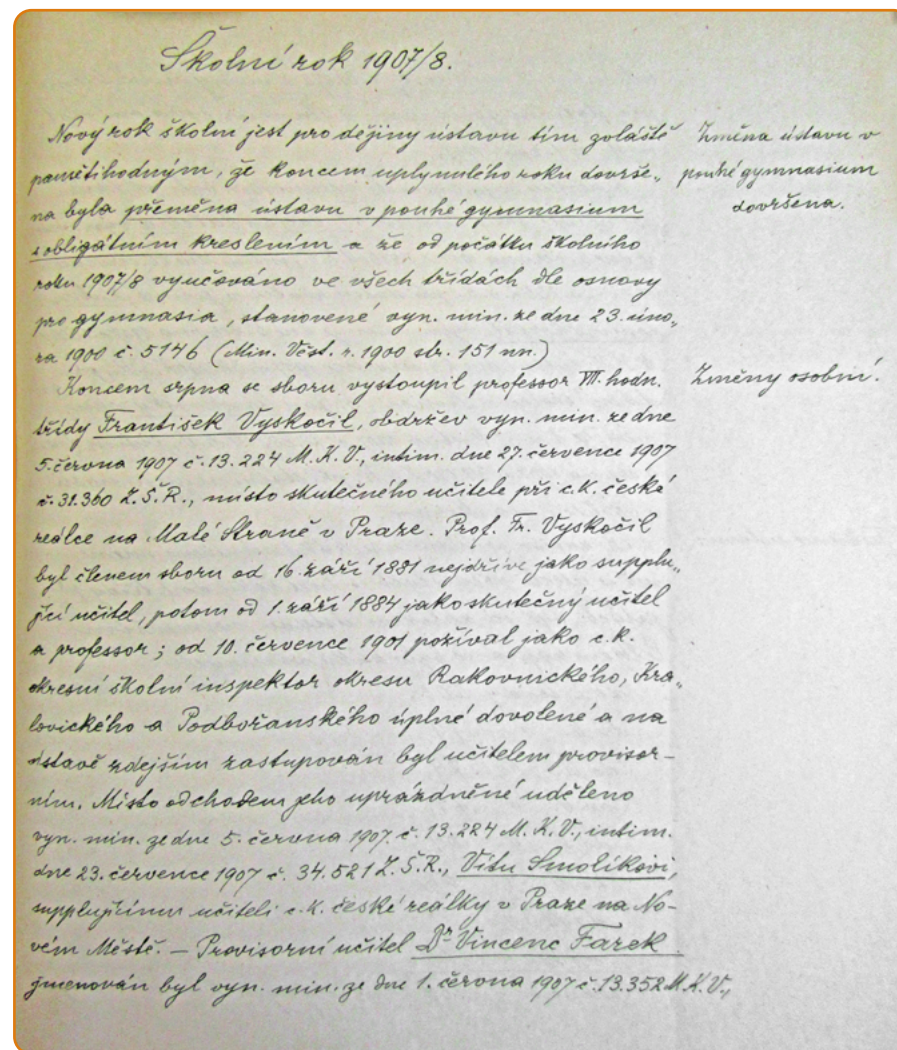 Školní rok 1907/8.
Nový rok školní jest pro dějiny ústavu tím zvláště
pamětihodným, že koncem uplynulého roku dovrše„
na byla přeměna ústavu v pouhé gymnasium
s obligátním kreslením a že od počátku školního
roku 1907/8 vyučováno ve všech třídách dle osnovy
pro gymnasia, stanovené vyn. min. ze dne 23. úno„
ra 1900 č. 5146 (Min. Věst. r. 1900 str. 151 nn.)
Koncem srpna se sboru vystoupil professor VIII. hodn.
třídy František Vyskočil, obdržev vyn. min. ze dne
5. června 1907 č. 13.224 M.K.V., intim. dne 27. července 1907
č. 31.360 Z.Š.R., místo skutečného učitele při c.k. české
reálce na Malé Straně v Praze. Prof. Fr. Vyskočil
byl členem sboru od 16. září 1881 nejdříve jako supplu„
jící učitel, potom od 1. září 1884 jako skutečný učitel
a professor; od 10. července 1901 požíval jako c.k.
okresní školní inspektor okresu Rakovnického, Kra„
lovického a Podbořanského úplné dovolené a na
ústavě zdejším zastupován byl učitelem provisor-
ním. Místo odchodem jeho uprázdněné uděleno
vyn. min. ze dne 5. června 1907 č. 13.224 M.K.V., intim.
dne 23. července 1907 č. 34.521 Z.Š.R., Vítu Smolíkovi,
supplujícímu učiteli c.k. české reálky v Praze na No-
vém Městě. — Provisorní učitel Dr Vincenc Farek
jmenován byl vyn. min. ze dne 1. června 1907 č. 13.352 M.K.V.,
Změna ústavu v
pouhé gymnasium
dovršena.
Změny osobní.